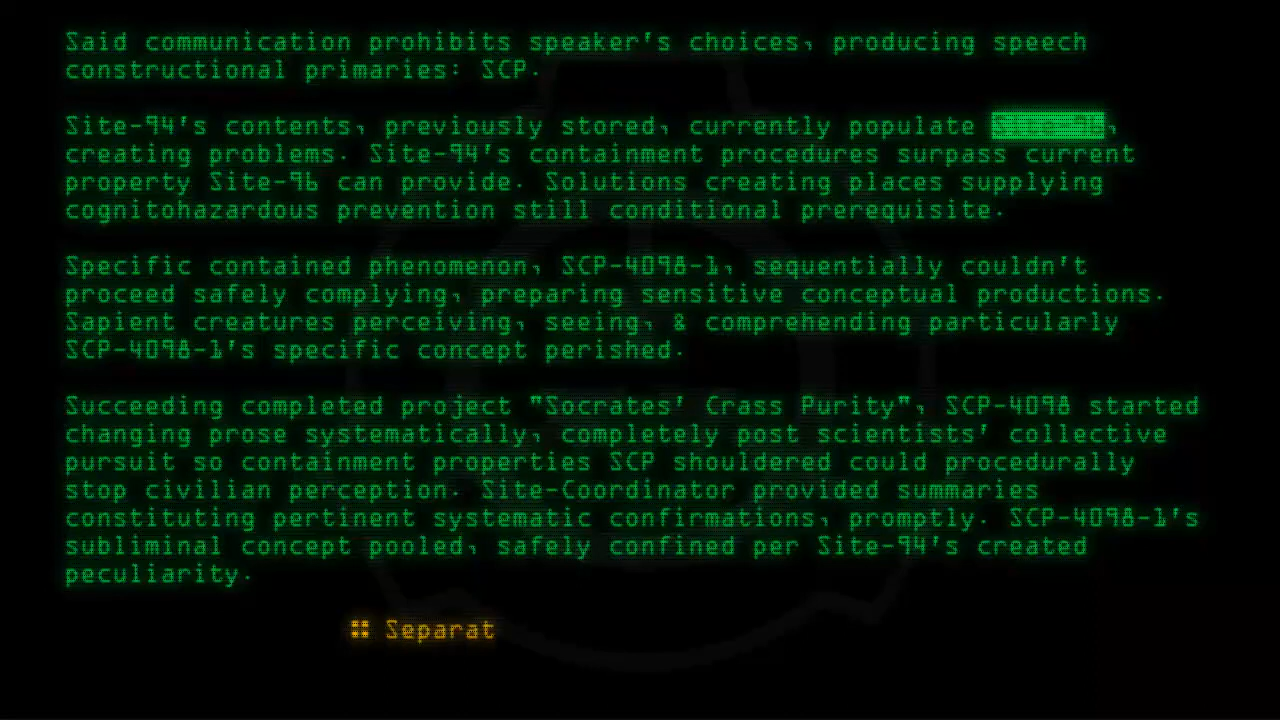 Said communication prohibits speaker's choices, producing speech
constructional primaries: SCP.
Site-94's contents, previously stored, currently populate Site-96,
creating problems. Site-94's containment procedures surpass current
property Site-96 can provide. Solutions creating places supplying
cognitohazardous prevention still conditional prerequisite.
Specific contained phenomenon, SCP-4098-1, sequentially couldn't
proceed safely complying, preparing sensitive conceptual productions.
Sapient creatures perceiving, seeing, & comprehending particularly
SCP-4098-1's specific concept perished.
Succeeding completed project "Socrates' Crass Purity", SCP-4098 started
changing prose systematically, completely post scientists' collective
pursuit so containment properties SCP shouldered could procedurally
stop civilian perception. Site-Coordinator provided summaries
constituting pertinent systematic confirmations, promptly. SCP-4098-1's
subliminal concept pooled, safely confined per Site-94's created
peculiarity.
:: Separat